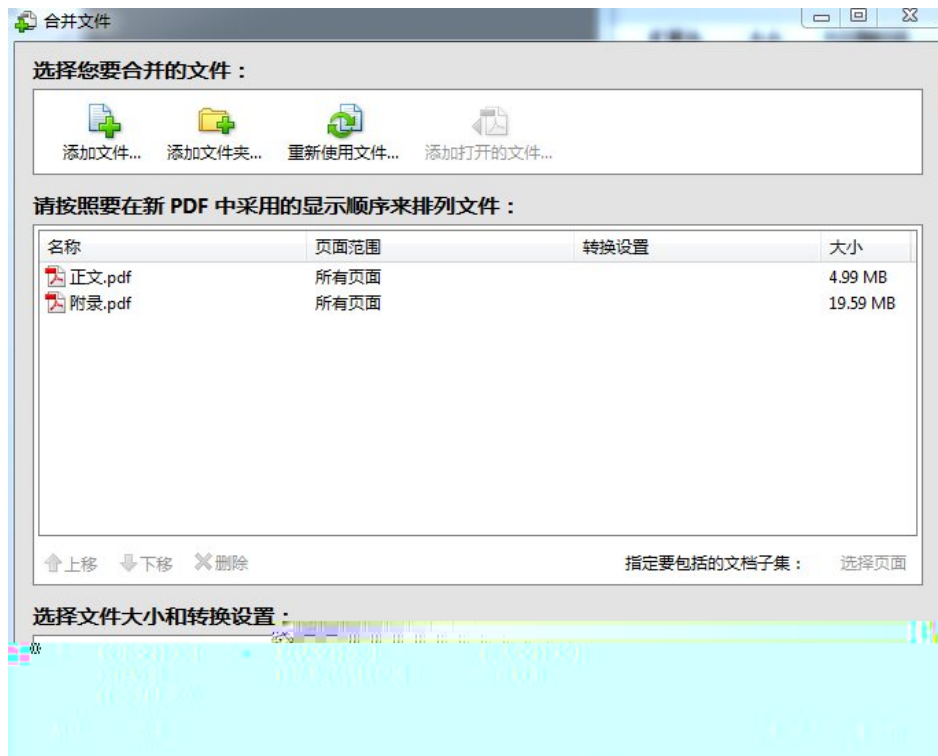 合并文件
选择您要合并的文件：
添加文件... 添加文件夹... 重新使用文件... 添加打开的文件...
请按照要在新 PDF 中采用的显示顺序来排列文件：
名称 页面范围 转换设置 大小
正文.pdf 所有页面 4.99 MB
附录.pdf 所有页面 19.59 MB
上移 下移 删除 指定要包括的文档子集： 选择页面
选择文件大小和转换设置：